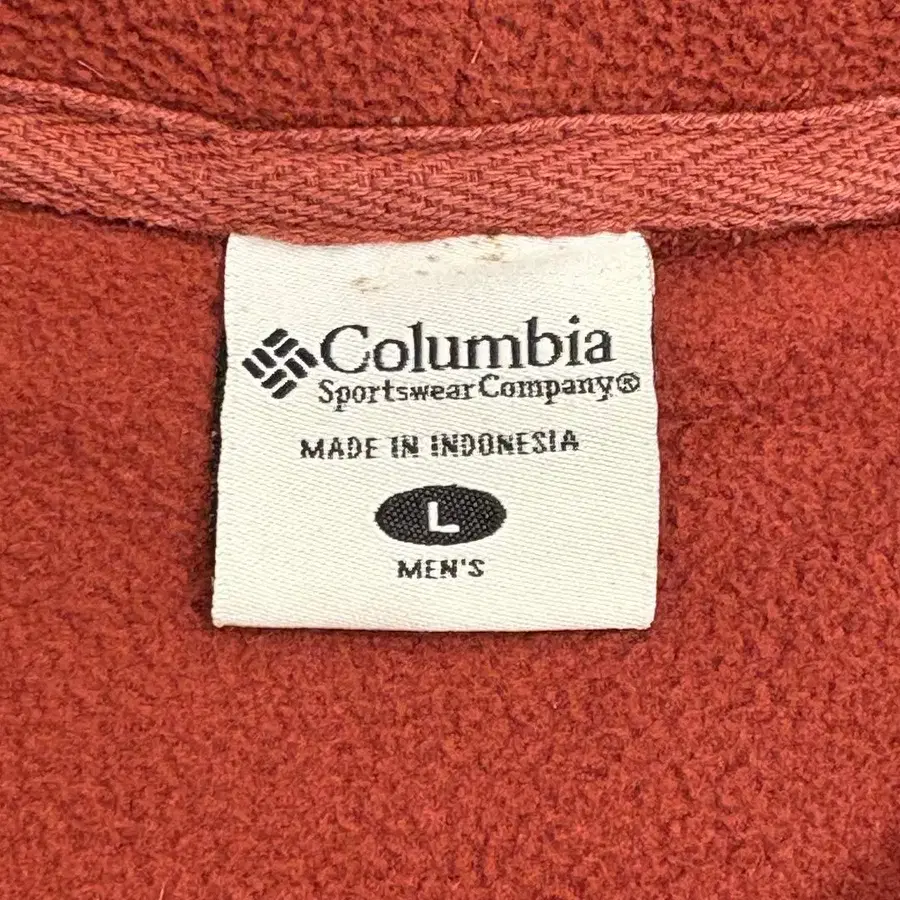 Columbia
Sportswear Company®
MADE IN INDONESIA
L
MEN'S